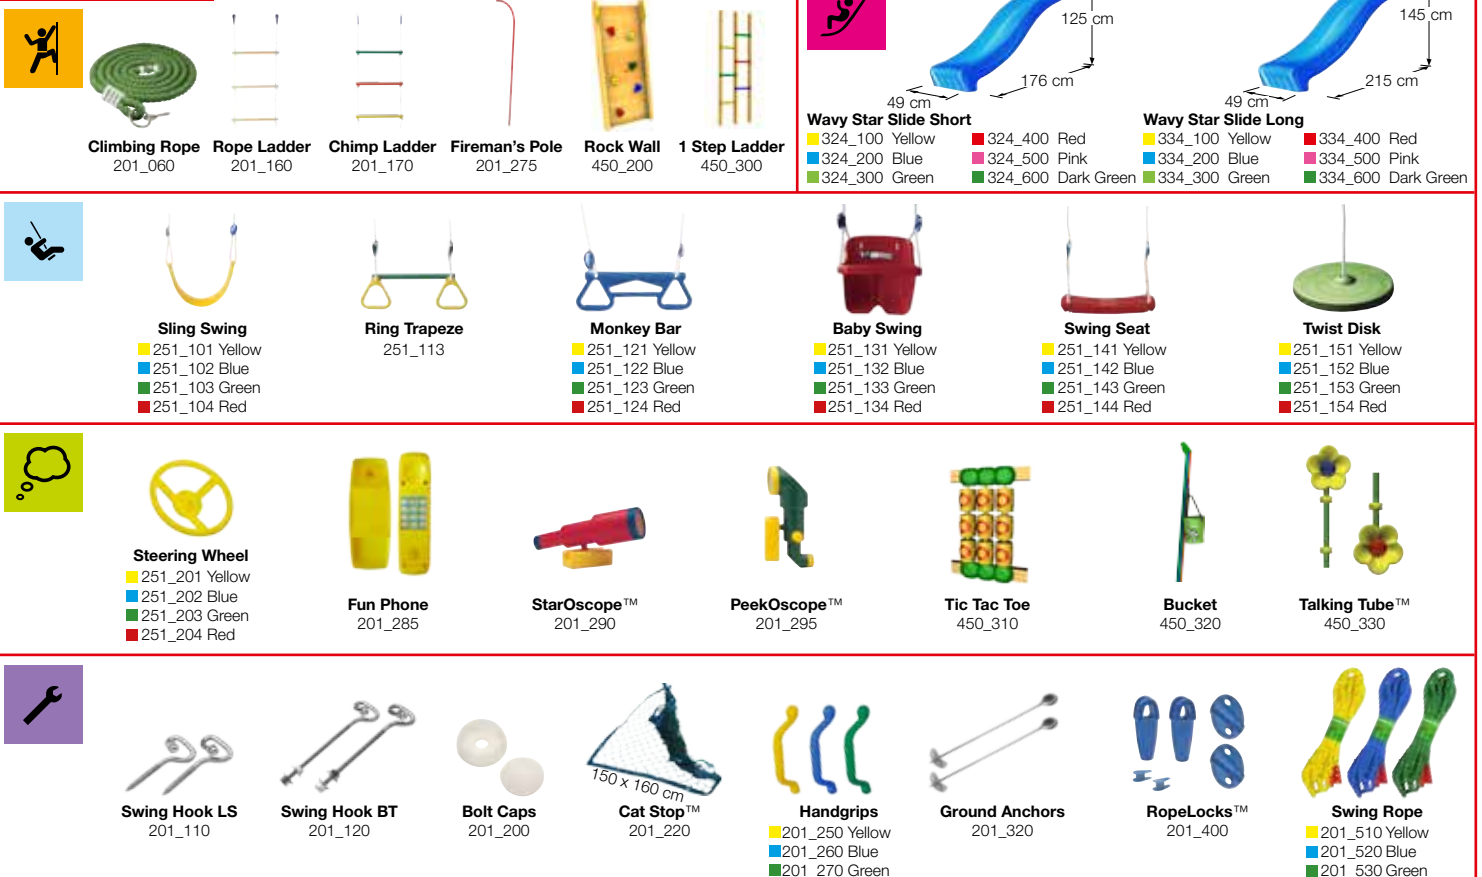 125 cm
176 cm
49 cm
145 cm
215 cm
49 cm
Climbing Rope
201_060
Rope Ladder
201_160
Chimp Ladder
201_170
Fireman's Pole
201_275
Rock Wall
450_200
1 Step Ladder
450_300
Wavy Star Slide Short
324_100 Yellow
324_200 Blue
324_300 Green
324_400 Red
324_500 Pink
324_600 Dark Green
Wavy Star Slide Long
334_100 Yellow
334_200 Blue
334_300 Green
334_400 Red
334_500 Pink
334_600 Dark Green
Sling Swing
251_101 Yellow
251_102 Blue
251_103 Green
251_104 Red
Ring Trapeze
251_113
Monkey Bar
251_121 Yellow
251_122 Blue
251_123 Green
251_124 Red
Baby Swing
251_131 Yellow
251_132 Blue
251_133 Green
251_134 Red
Swing Seat
251_141 Yellow
251_142 Blue
251_143 Green
251_144 Red
Twist Disk
251_151 Yellow
251_152 Blue
251_153 Green
251_154 Red
Steering Wheel
251_201 Yellow
251_202 Blue
251_203 Green
251_204 Red
Fun Phone
201_285
StarOscope™
201_290
PeekOscope™
201_295
Tic Tac Toe
450_310
Bucket
450_320
Talking Tube™
450_330
Swing Hook LS
201_110
Swing Hook BT
201_120
Bolt Caps
201_200
150 x 160 cm
Cat Stop™
201_220
Handgrips
201_250 Yellow
201_260 Blue
201_270 Green
Ground Anchors
201_320
RopeLocks™
201_400
Swing Rope
201_510 Yellow
201_520 Blue
201_530 Green